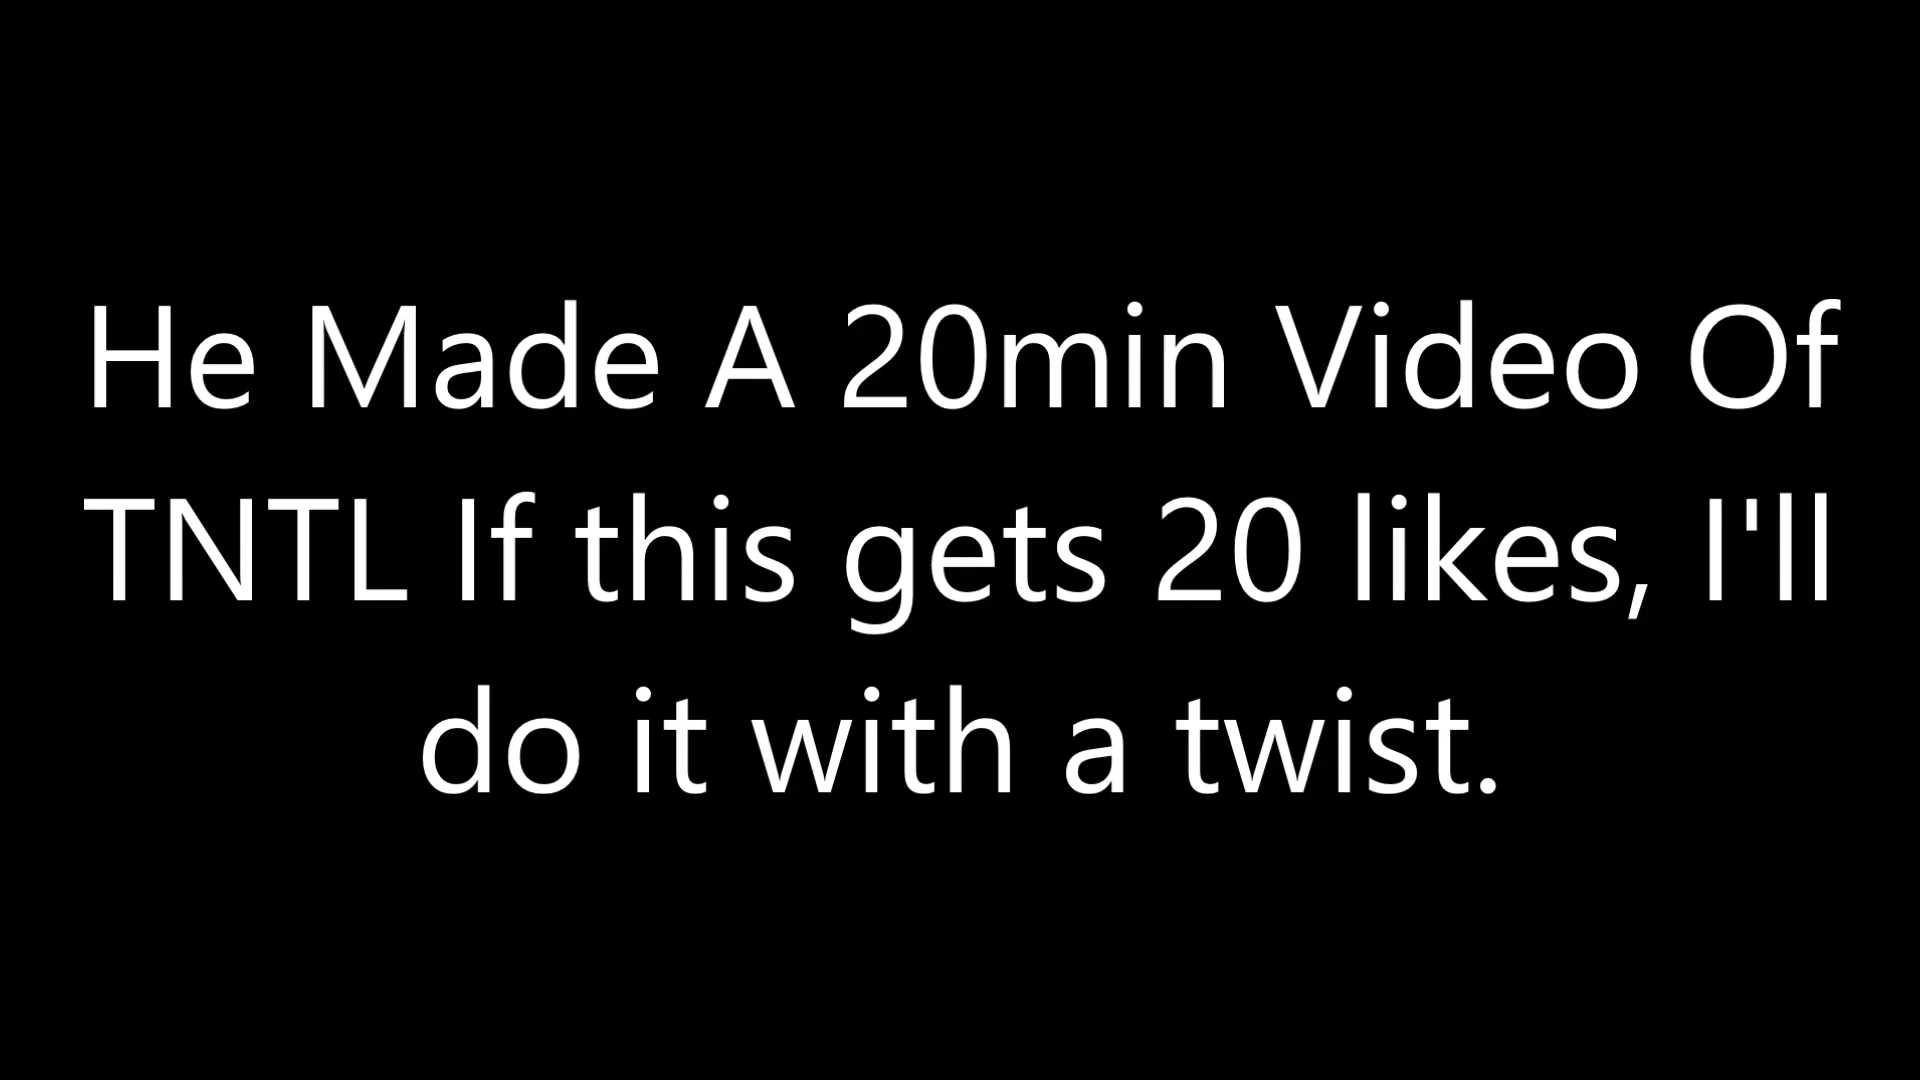 He Made A 20min Video Of
TNTL If this gets 20 likes, I'll
do it with a twist.